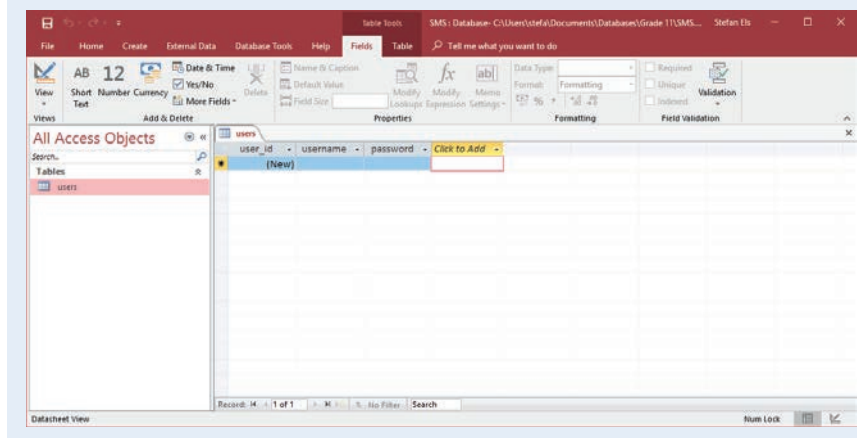 Table Tools SMS : Database- C:\Users\stefa\Documents\Databases\Grade 11\SMS... Stefan Els
File Home Create External Data Database Tools Help Fields Table Tell me what you want to do
View
Views
AB
Short Text
12
Number
Currency
Date & Time
Yes/No
More Fields
Delete
Add & Delete
Name & Caption
Default Value
Field Size
Modify Lookups
fx
Modify Expression
ab
Memo Settings
Properties
Data Type:
Format: Formatting
%
Formatting
Required
Unique
Indexed
Validation
Field Validation
All Access Objects
Search..
Tables
users
users
user_id username password Click to Add
(New)
Record: 1 of 1 No Filter Search
Datasheet View Num Lock